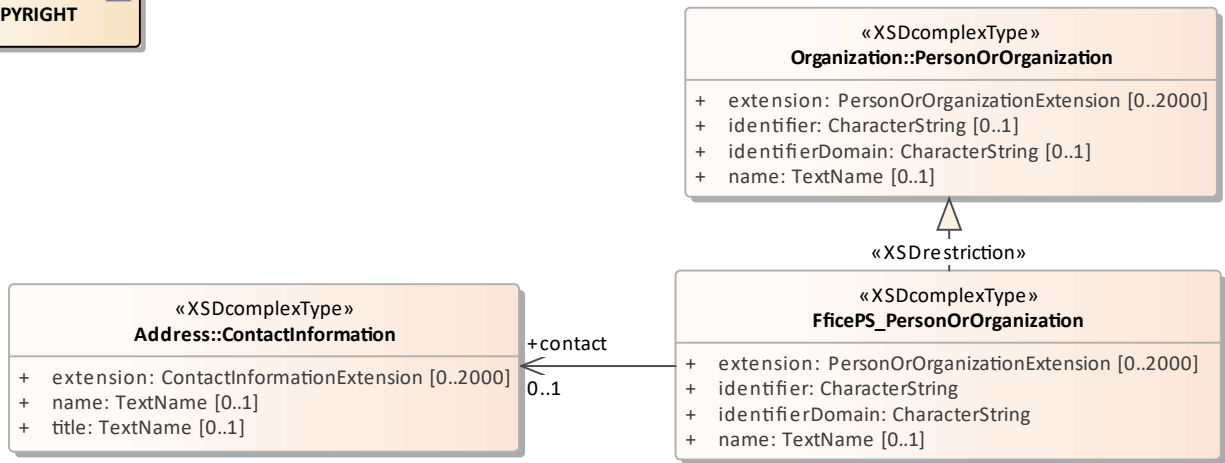 PYRIGHT
«XSDcomplexType»
Organization::PersonOrOrganization
+ extension: PersonOrOrganizationExtension [0..2000]
+ identifier: CharacterString [0..1]
+ identifierDomain: CharacterString [0..1]
+ name: TextName [0..1]
«XSDrestriction»
«XSDcomplexType»
Address::ContactInformation
+ extension: ContactInformationExtension [0..2000]
+ name: TextName [0..1]
+ title: TextName [0..1]
+contact
0..1
«XSDcomplexType»
FficePS_PersonOrOrganization
+ extension: PersonOrOrganizationExtension [0..2000]
+ identifier: CharacterString
+ identifierDomain: CharacterString
+ name: TextName [0..1]